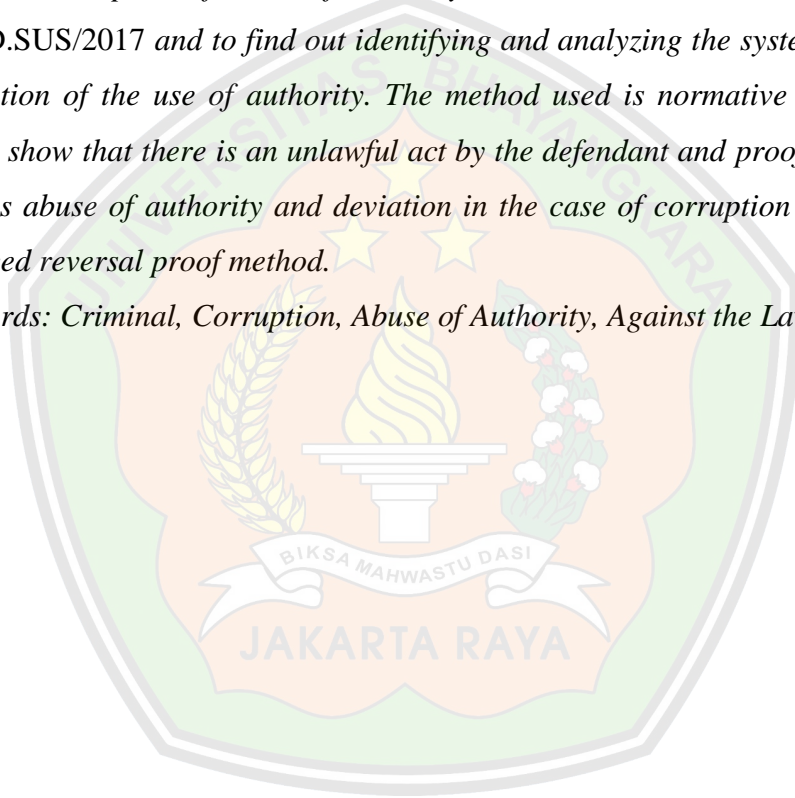 D.SUS/2017 and to find out identifying and analyzing the syste
tion of the use of authority. The method used is normative
show that there is an unlawful act by the defendant and proo
s abuse of authority and deviation in the case of corruption
ed reversal proof method.
rds: Criminal, Corruption, Abuse of Authority, Against the La
UNIVERSITAS BHAYANGKARA
BIKSA MAHWASTU DASI
JAKARTA RAYA